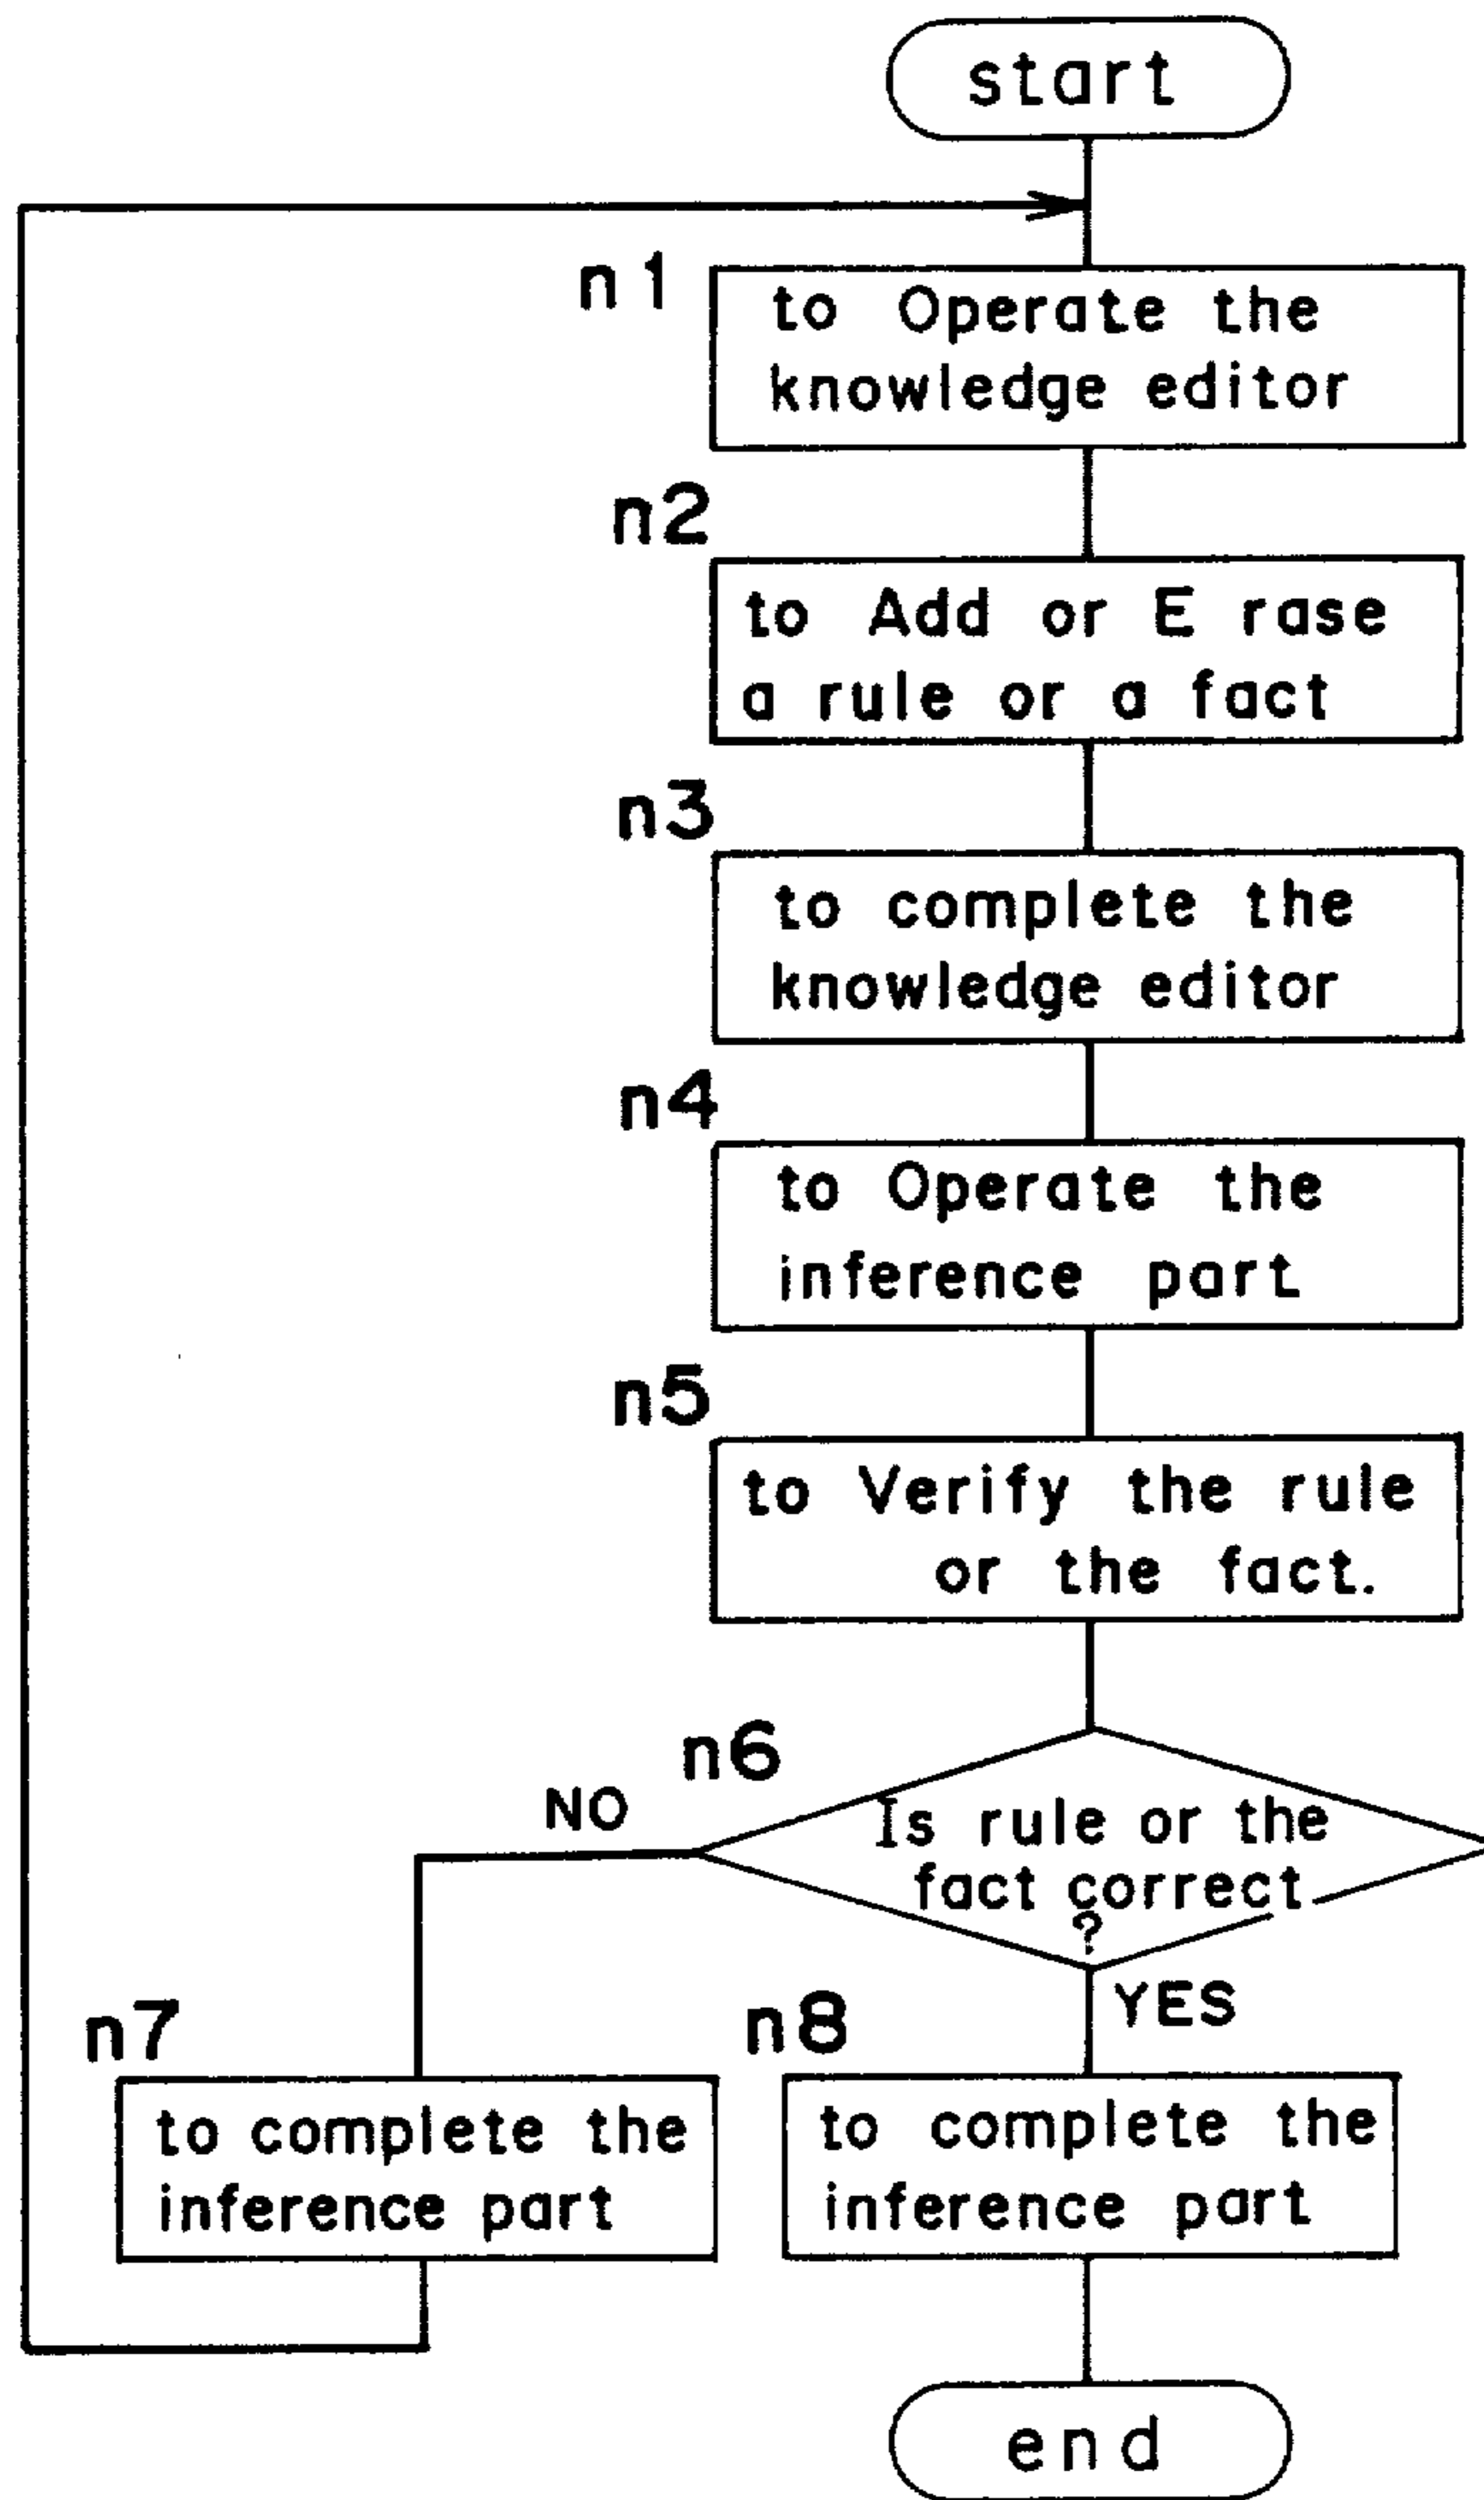 start
n1
to Operate the
knowledge editor
n2
to Add or E rase
a rule or a fact
n3
to complete the
knowledge editor
n4
to Operate the
inference part
n5
to Verify the rule
or the fact.
n6
NO
Is rule or the
fact correct
?
YES
n7
to complete the
inference part
n8
to complete the
inference part
end